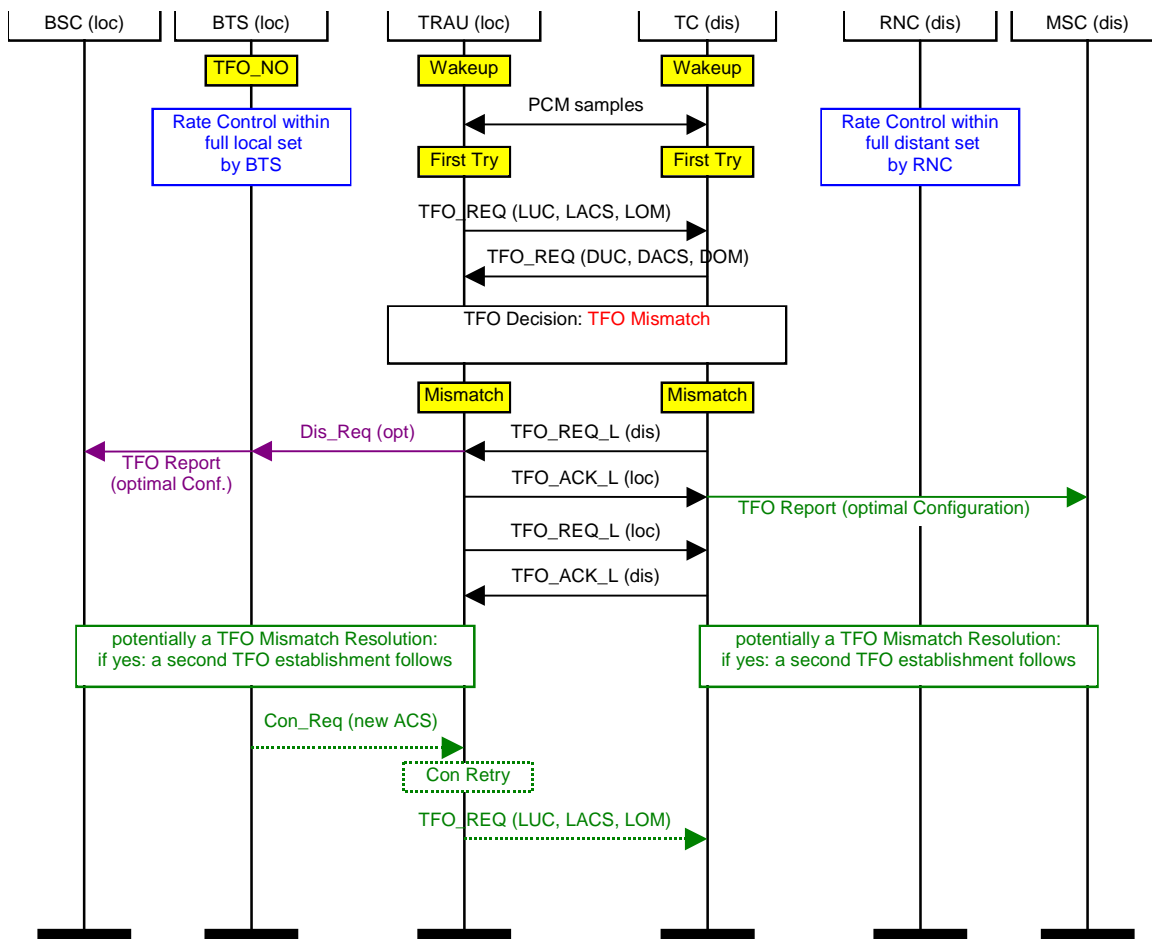 BSC (loc)
BTS (loc)
TRAU (loc)
TC (dis)
RNC (dis)
MSC (dis)
TFO_NO
Wakeup
Wakeup
PCM samples
Rate Control within
full local set
by BTS
Rate Control within
full distant set
by RNC
First Try
First Try
TFO_REQ (LUC, LACS, LOM)
TFO_REQ (DUC, DACS, DOM)
TFO Decision: TFO Mismatch
Mismatch
Mismatch
Dis_Req (opt)
TFO_REQ_L (dis)
TFO Report
(optimal Conf.)
TFO_ACK_L (loc)
TFO Report (optimal Configuration)
TFO_REQ_L (loc)
TFO_ACK_L (dis)
potentially a TFO Mismatch Resolution:
if yes: a second TFO establishment follows
potentially a TFO Mismatch Resolution:
if yes: a second TFO establishment follows
Con_Req (new ACS)
Con Retry
TFO_REQ (LUC, LACS, LOM)